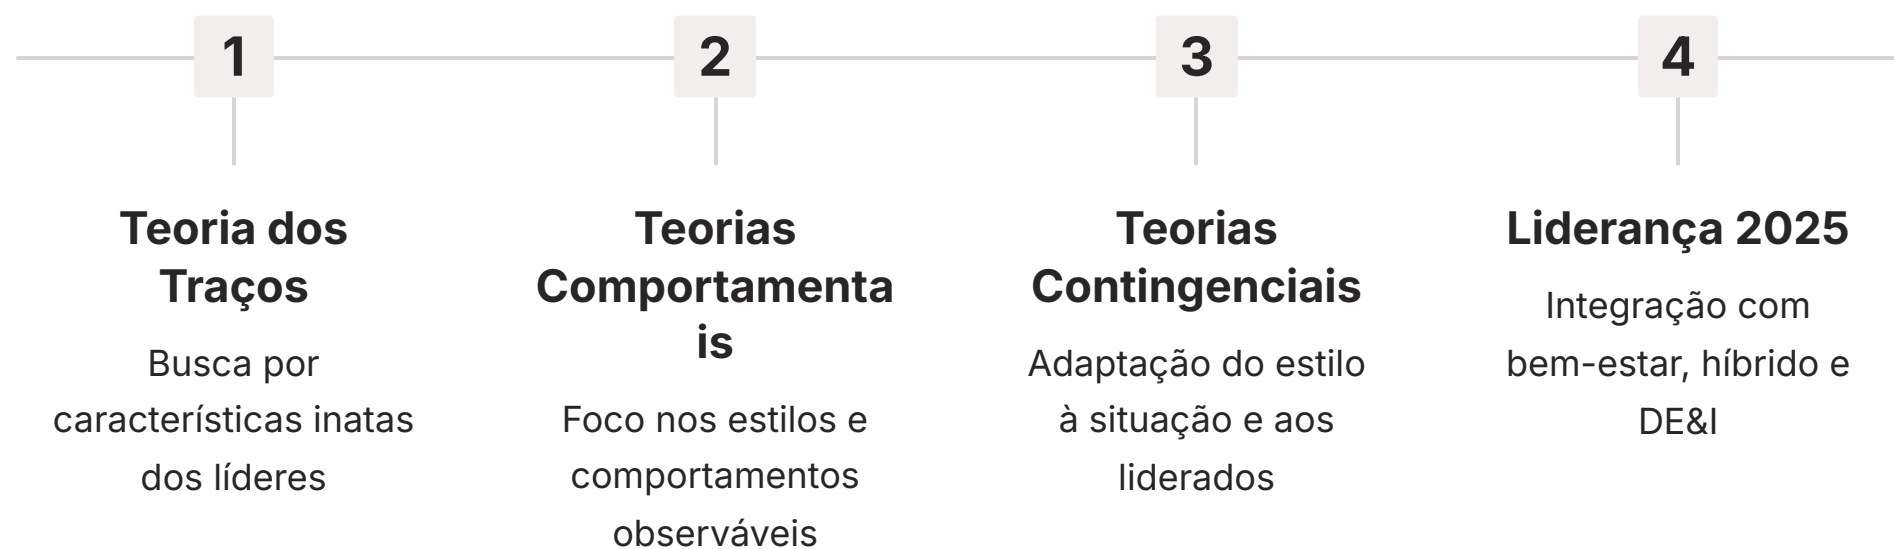 1
Teoria dos
Traços
Busca por
características inatas
dos líderes
2
Teorias
Comportamenta
is
Foco nos estilos e
comportamentos
observáveis
3
Teorias
Contingenciais
Adaptação do estilo
à situação e aos
liderados
4
Liderança 2025
Integração com
bem-estar, híbrido e
DE&I